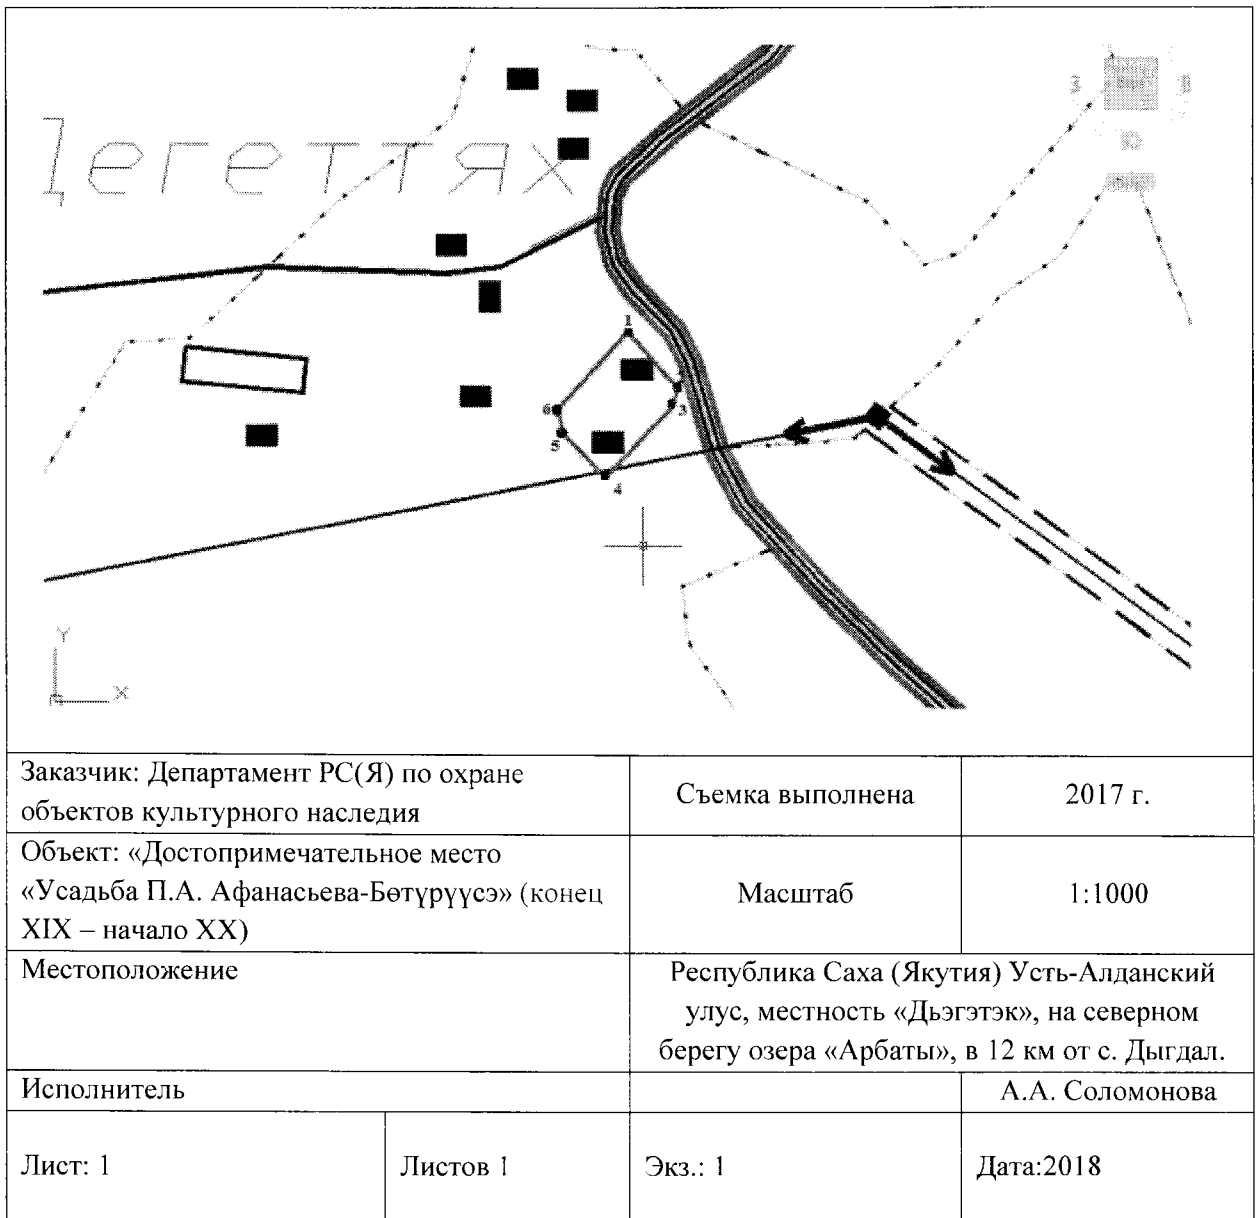 Дегеттях
З В
Ю
1
3
6
5
4
Y
X
Заказчик: Департамент РС(Я) по охране
объектов культурного наследия
Съемка выполнена
2017 г.
Объект: «Достопримечательное место
«Усадьба П.А. Афанасьева-Бөтүрүүсэ» (конец
XIX – начало XX)
Масштаб
1:1000
Местоположение
Республика Саха (Якутия) Усть-Алданский
улус, местность «Дьэгэтэк», на северном
берегу озера «Арбаты», в 12 км от с. Дыгдал.
Исполнитель
А.А. Соломонова
Лист: 1
Листов 1
Экз.: 1
Дата:2018